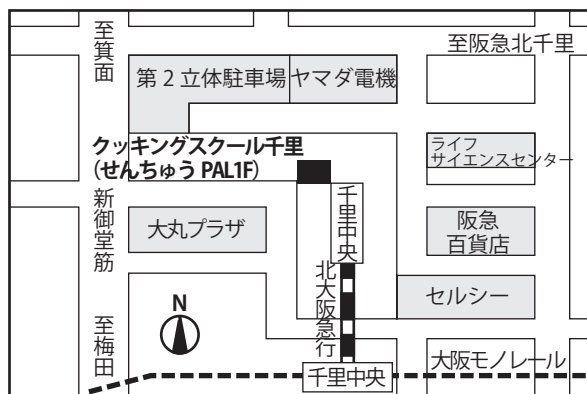 至箕面
至阪急北千里
第２立体駐車場
ヤマダ電機
クッキングスクール千里
(せんちゅう PAL1F)
ライフ
サイエンスセンター
新御堂筋
大丸プラザ
千里中央
阪急
百貨店
北大阪急行
セルシー
N
至梅田
大阪モノレール
千里中央